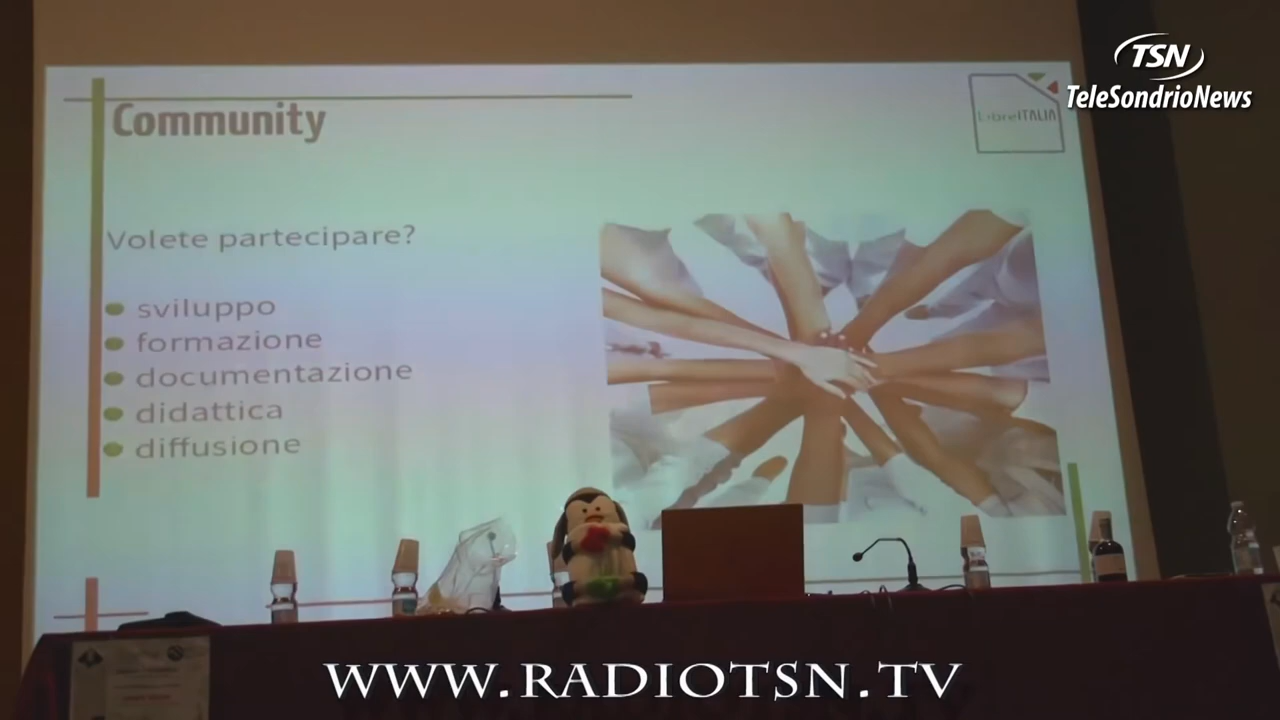 TSN
TeleSondrioNews
Community
LibreITALIA
Volete partecipare?
sviluppo
formazione
documentazione
didattica
diffusione
WWW.RADIOTSN.TV